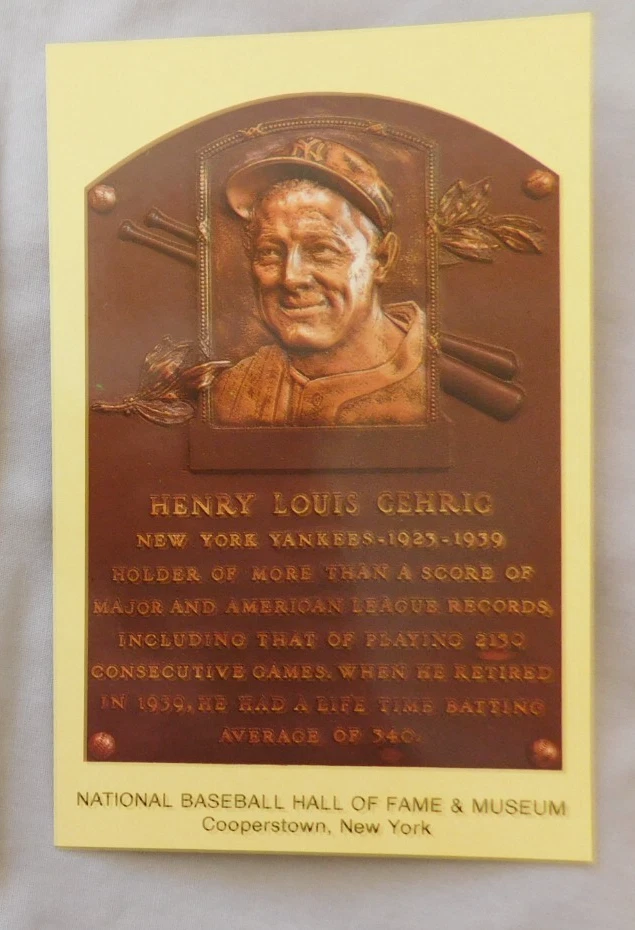 NY
HENRY LOUIS GEHRIG
NEW YORK YANKEES-1923-1939
HOLDER OF MORE THAN A SCORE OF
MAJOR AND AMERICAN LEAGUE RECORDS,
INCLUDING THAT OF PLAYING 2130
CONSECUTIVE GAMES. WHEN HE RETIRED
IN 1939, HE HAD A LIFE TIME BATTING
AVERAGE OF 340.
NATIONAL BASEBALL HALL OF FAME & MUSEUM
Cooperstown, New York